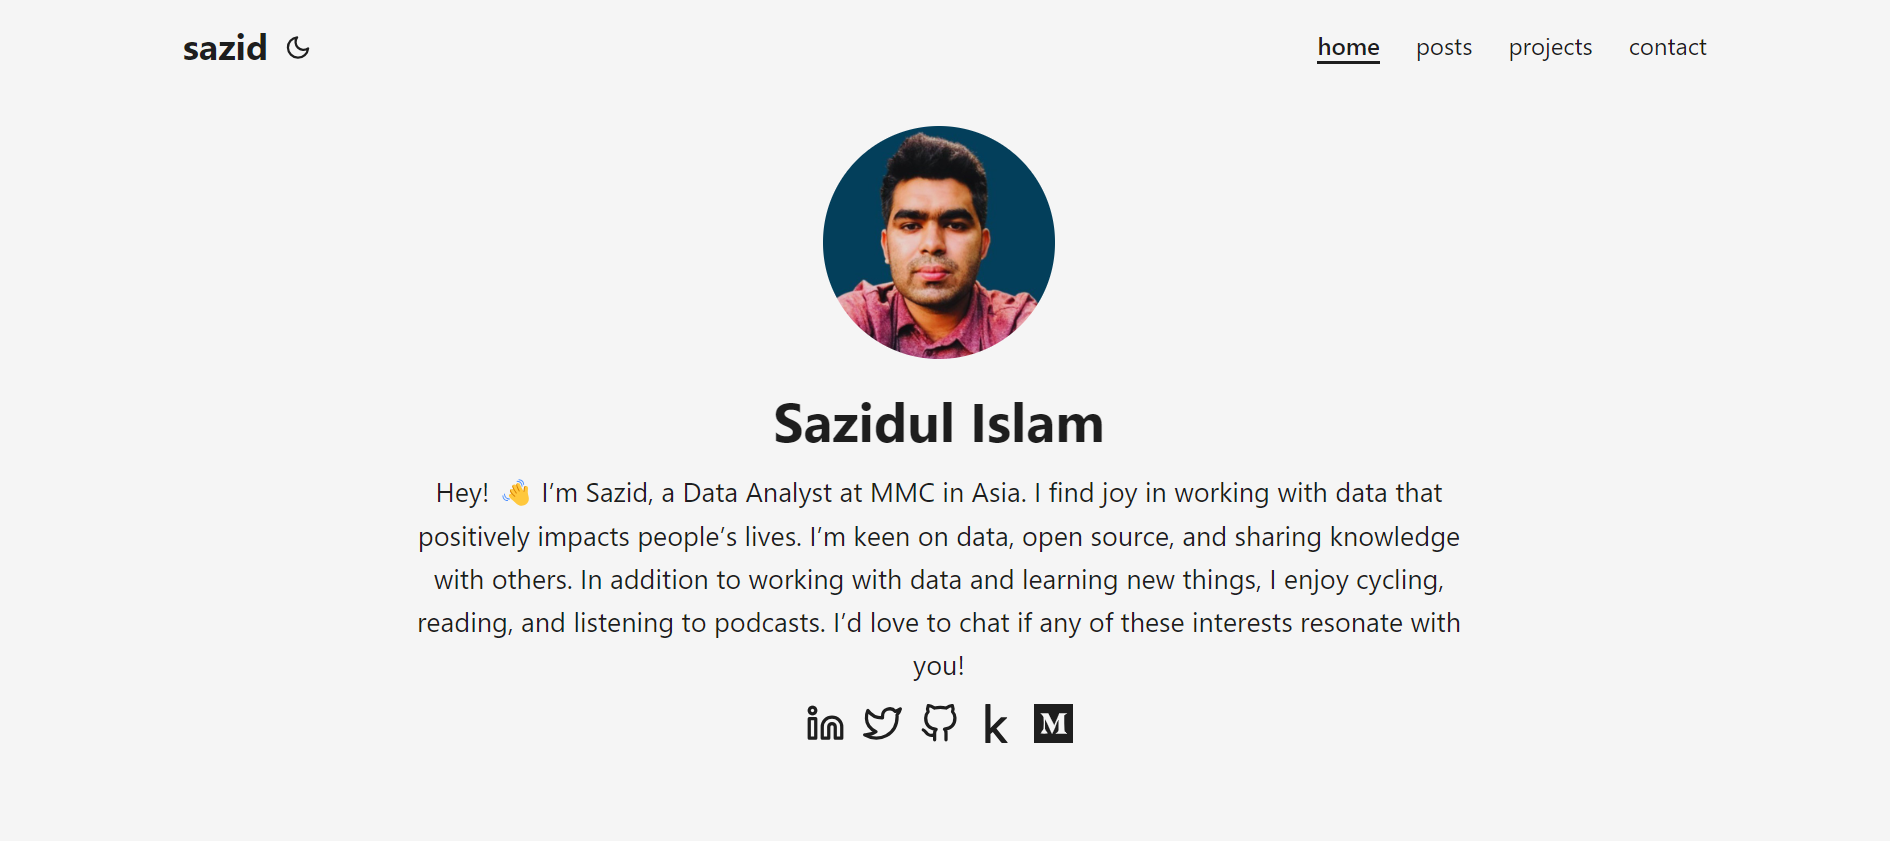 sazid
home posts projects contact
Sazidul Islam
Hey! 👋 I’m Sazid, a Data Analyst at MMC in Asia. I find joy in working with data that
positively impacts people’s lives. I’m keen on data, open source, and sharing knowledge
with others. In addition to working with data and learning new things, I enjoy cycling,
reading, and listening to podcasts. I’d love to chat if any of these interests resonate with
you!
in k M